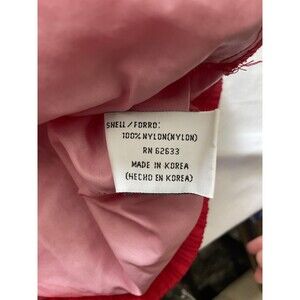 SHELL/FORRO:
100% NYLON(NYLON)
RN 62633
MADE IN KOREA
(HECHO EN KOREA)